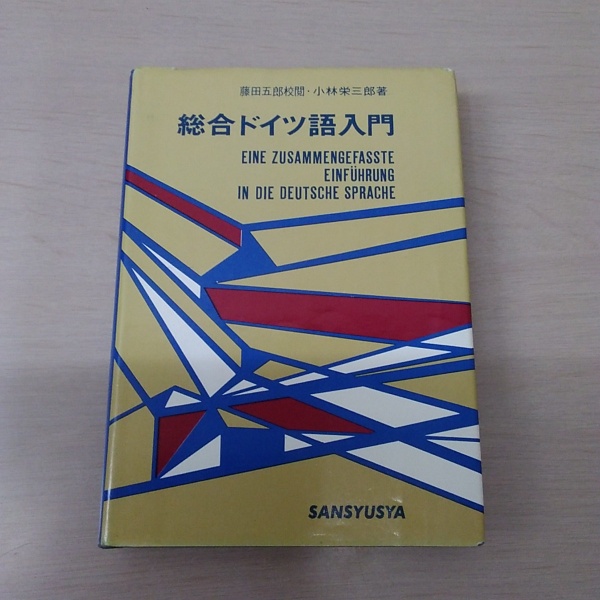 藤田五郎校閲・小林栄三郎著
総合ドイツ語入門
EINE ZUSAMMENGEFASSTE
EINFÜHRUNG
IN DIE DEUTSCHE SPRACHE
SANSYUSYA